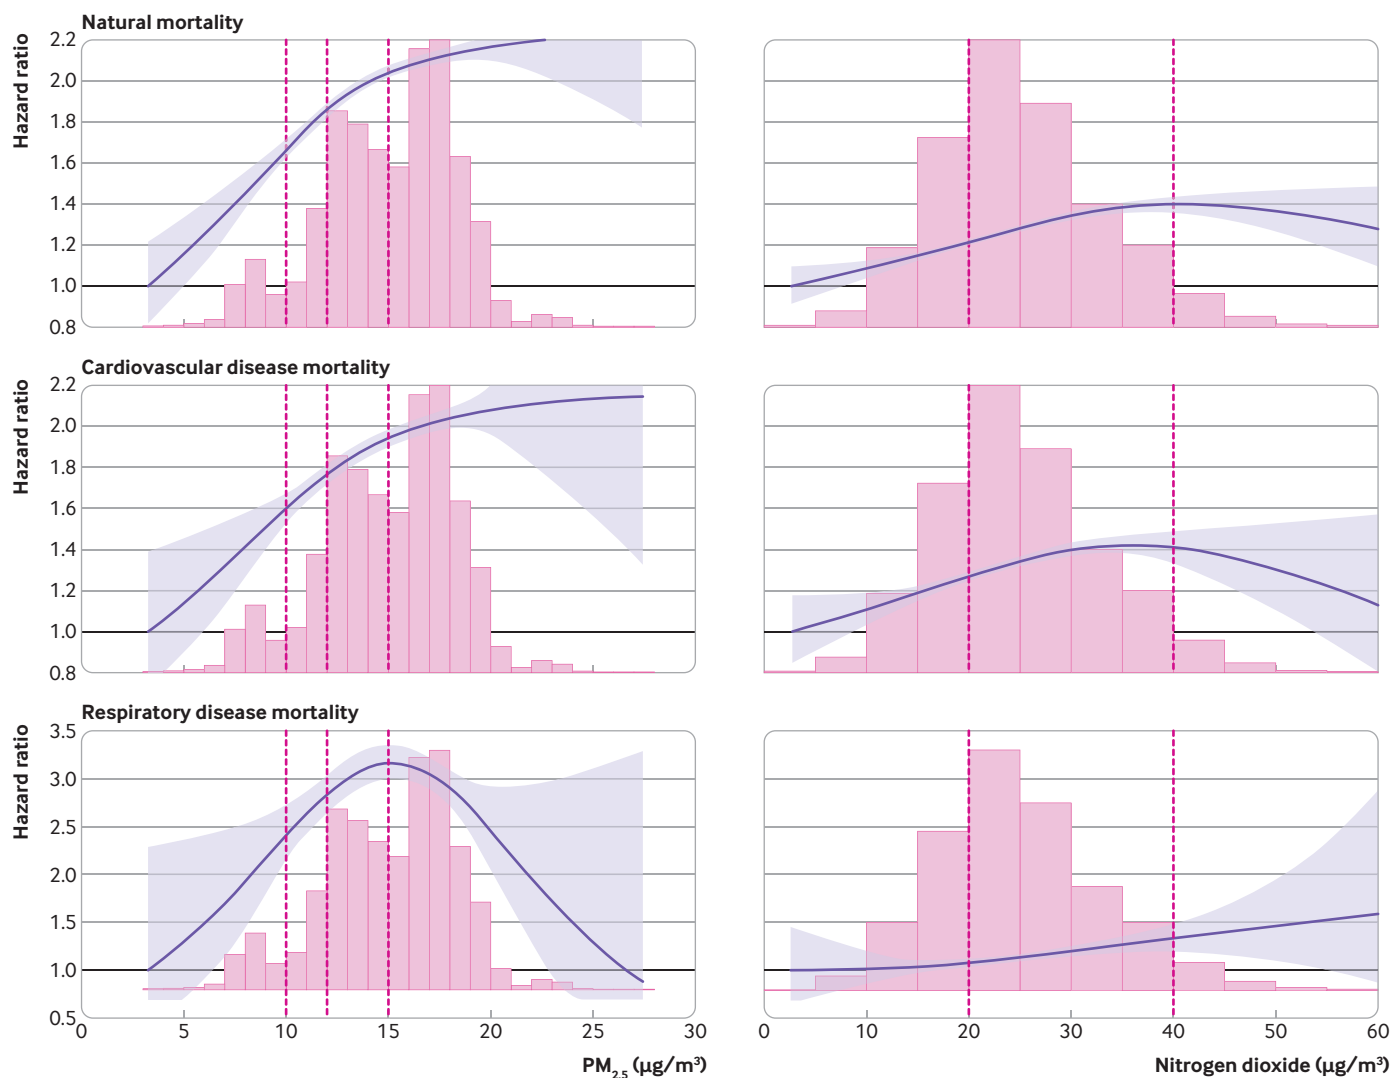 Natural mortality
Hazard ratio
2.2
2.0
1.8
1.6
1.4
1.2
1.0
0.8
Cardiovascular disease mortality
Hazard ratio
2.2
2.0
1.8
1.6
1.4
1.2
1.0
0.8
Respiratory disease mortality
Hazard ratio
3.5
3.0
2.5
2.0
1.5
1.0
0.5
0 5 10 15 20 25 30
PM2.5 (µg/m³)
0 10 20 30 40 50 60
Nitrogen dioxide (µg/m³)